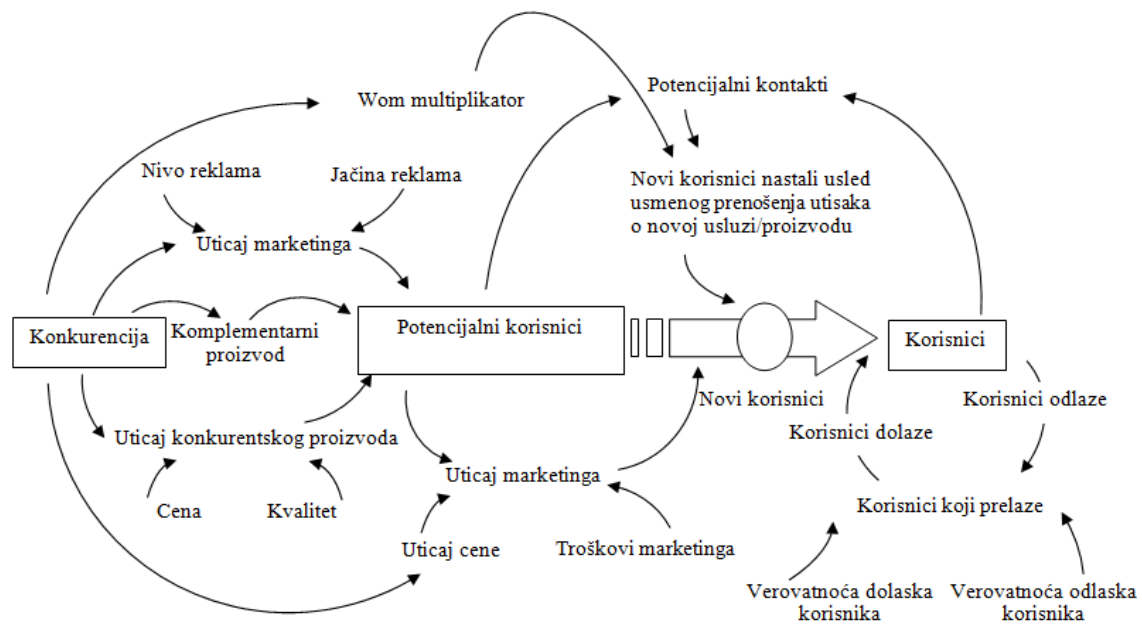 Wom multiplikator
Potencijalni kontakti
Nivo reklama
Jačina reklama
Novi korisnici nastali usled
usmenog prenošenja utisaka
o novoj usluzi/proizvodu
Uticaj marketinga
Konkurencija
Komplementarni
proizvod
Potencijalni korisnici
Korisnici
Novi korisnici
Korisnici odlaze
Korisnici dolaze
Uticaj konkurentskog proizvoda
Uticaj marketinga
Cena
Kvalitet
Korisnici koji prelaze
Uticaj cene
Troškovi marketinga
Verovatnoća dolaska
korisnika
Verovatnoća odlaska
korisnika